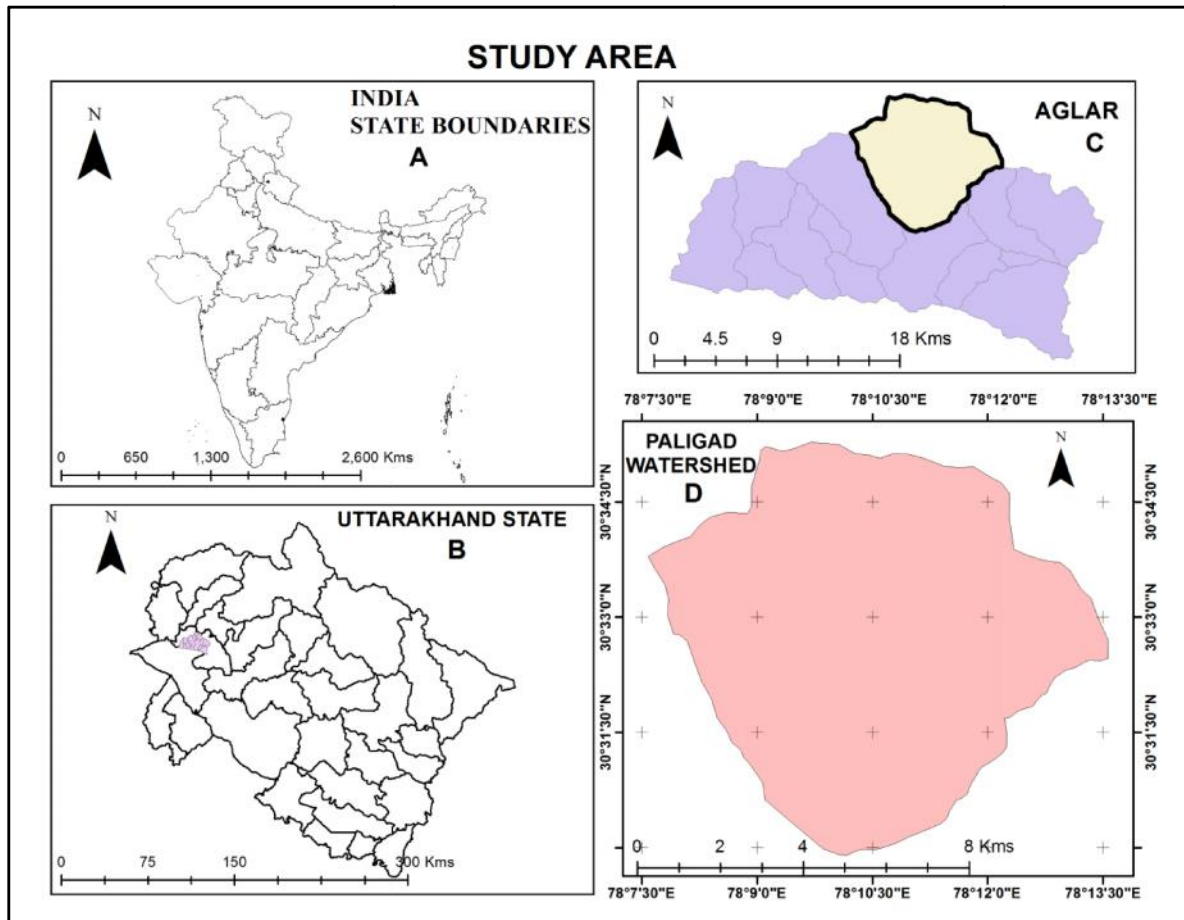 STUDY AREA
N
INDIA
STATE BOUNDARIES
A
0 650 1,300 2,600 Kms
N
AGLAR
C
0 4.5 9 18 Kms
N
UTTARAKHAND STATE
B
0 75 150 300 Kms
78°7'30"E 78°9'0"E 78°10'30"E 78°12'0"E 78°13'30"E
PALIGAD
WATERSHED
D
N
30°34'30"N
30°33'0"N
30°31'30"N
30°34'30"N
30°33'0"N
30°31'30"N
0 2 4 8 Kms
78°7'30"E 78°9'0"E 78°10'30"E 78°12'0"E 78°13'30"E